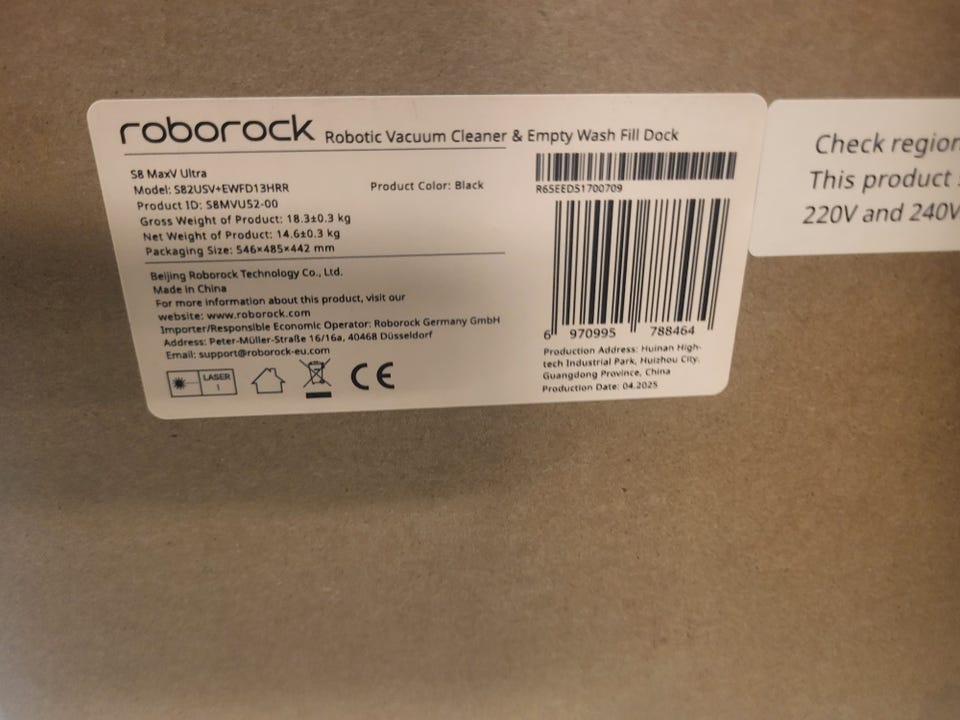 roborock Robotic Vacuum Cleaner & Empty Wash Fill Dock
S8 MaxV Ultra
Model: S82USV+EWFD13HRR
Product Color: Black
Product ID: S8MVU52-00
Gross Weight of Product: 18.3±0.3 kg
Net Weight of Product: 14.6±0.3 kg
Packaging Size: 546×485×442 mm
Beijing Roborock Technology Co., Ltd.
Made in China
For more information about this product, visit our
website: www.roborock.com
Importer/Responsible Economic Operator: Roborock Germany GmbH
Address: Peter-Müller-Straße 16/16a, 40468 Düsseldorf
Email: support@roborock-eu.com
LASER
1
CE
R6SEED51700709
6 970995 788464
Production Address: Huinan High-
tech Industrial Park, Huizhou City,
Guangdong Province, China
Production Date: 04.2025
Check region
This product
220V and 240V